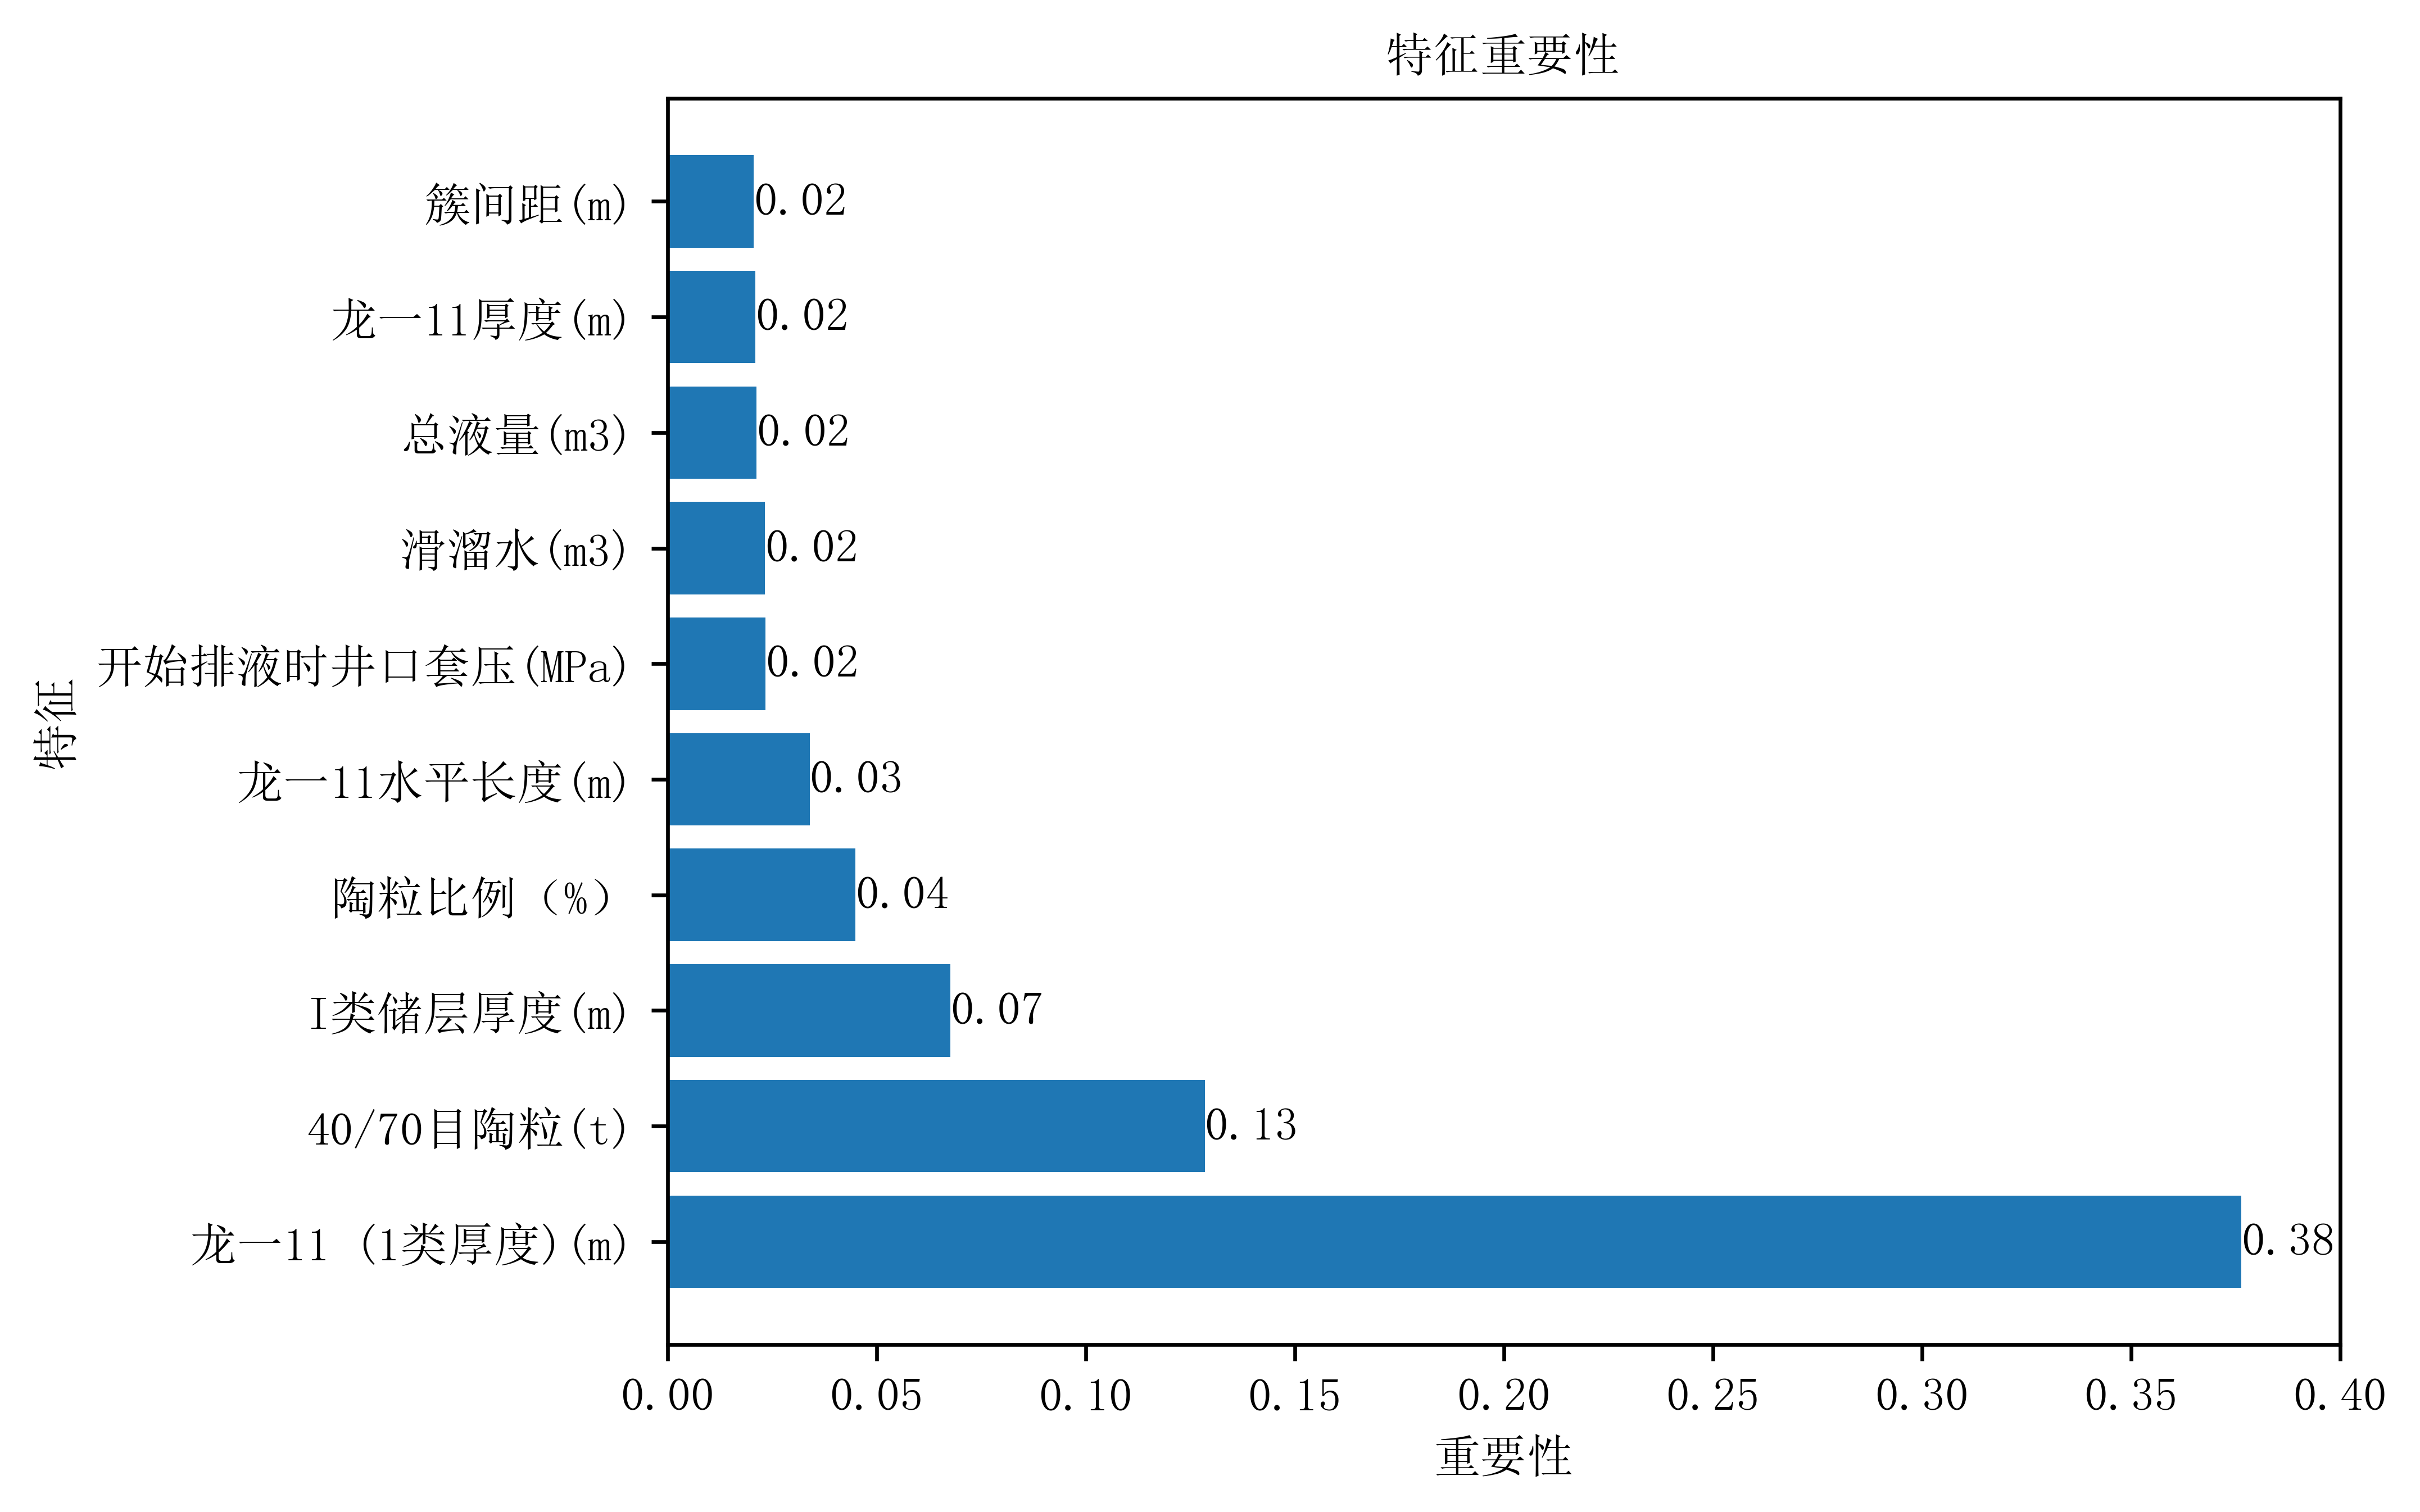 特征重要性
簇间距(m)
0.02
龙一11厚度(m)
0.02
总液量(m3)
0.02
滑溜水(m3)
0.02
开始排液时井口套压(MPa)
0.02
龙一11水平长度(m)
0.03
陶粒比例（%）
0.04
I类储层厚度(m)
0.07
40/70目陶粒(t)
0.13
龙一11 (1类厚度)(m)
0.38
特征
0.00 0.05 0.10 0.15 0.20 0.25 0.30 0.35 0.40
重要性